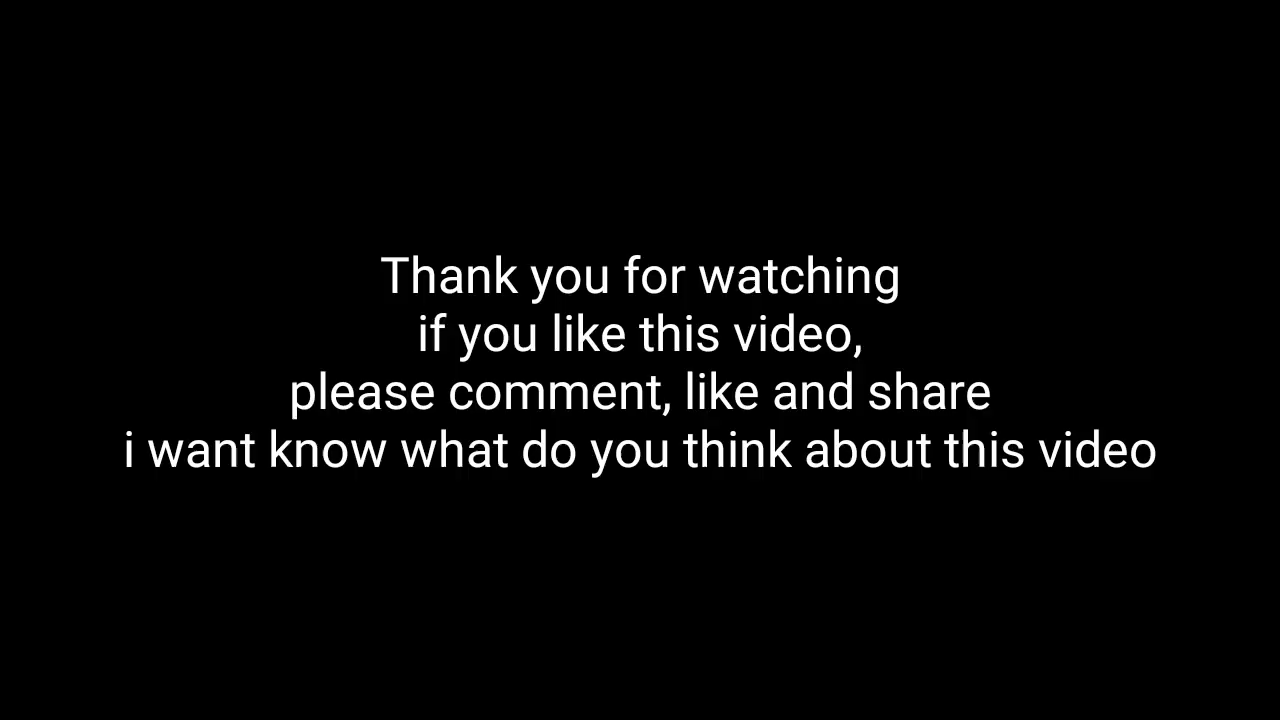 Thank you for watching
if you like this video,
please comment, like and share
i want know what do you think about this video